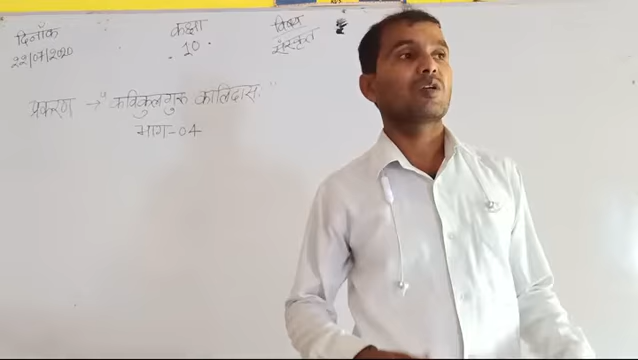 दिनाँक कक्षा विषय
22/07/2020 10 संस्कृत
प्रकरण → "कविकुलगुरु कालिदासः"
भाग-04